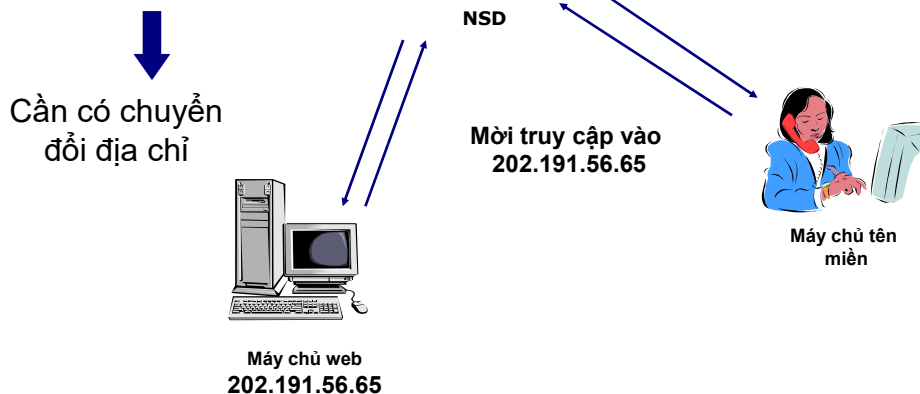 NSD
Cần có chuyển
đổi địa chỉ
Mời truy cập vào
202.191.56.65
Máy chủ tên
miền
Máy chủ web
202.191.56.65